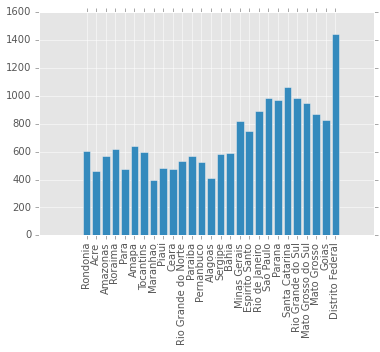 1600
1400
1200
1000
800
600
400
200
0
Rondonia
Acre
Amazonas
Roraima
Para
Amapa
Tocantins
Maranhao
Piaui
Ceara
Rio Grande do Norte
Paraiba
Pernanbuco
Alagoas
Sergipe
Bahia
Minas Gerais
Espirito Santo
Rio de Janeiro
Sao Paulo
Parana
Santa Catarina
Rio Grande do Sul
Mato Grosso do Sul
Mato Grosso
Goias
Distrito Federal